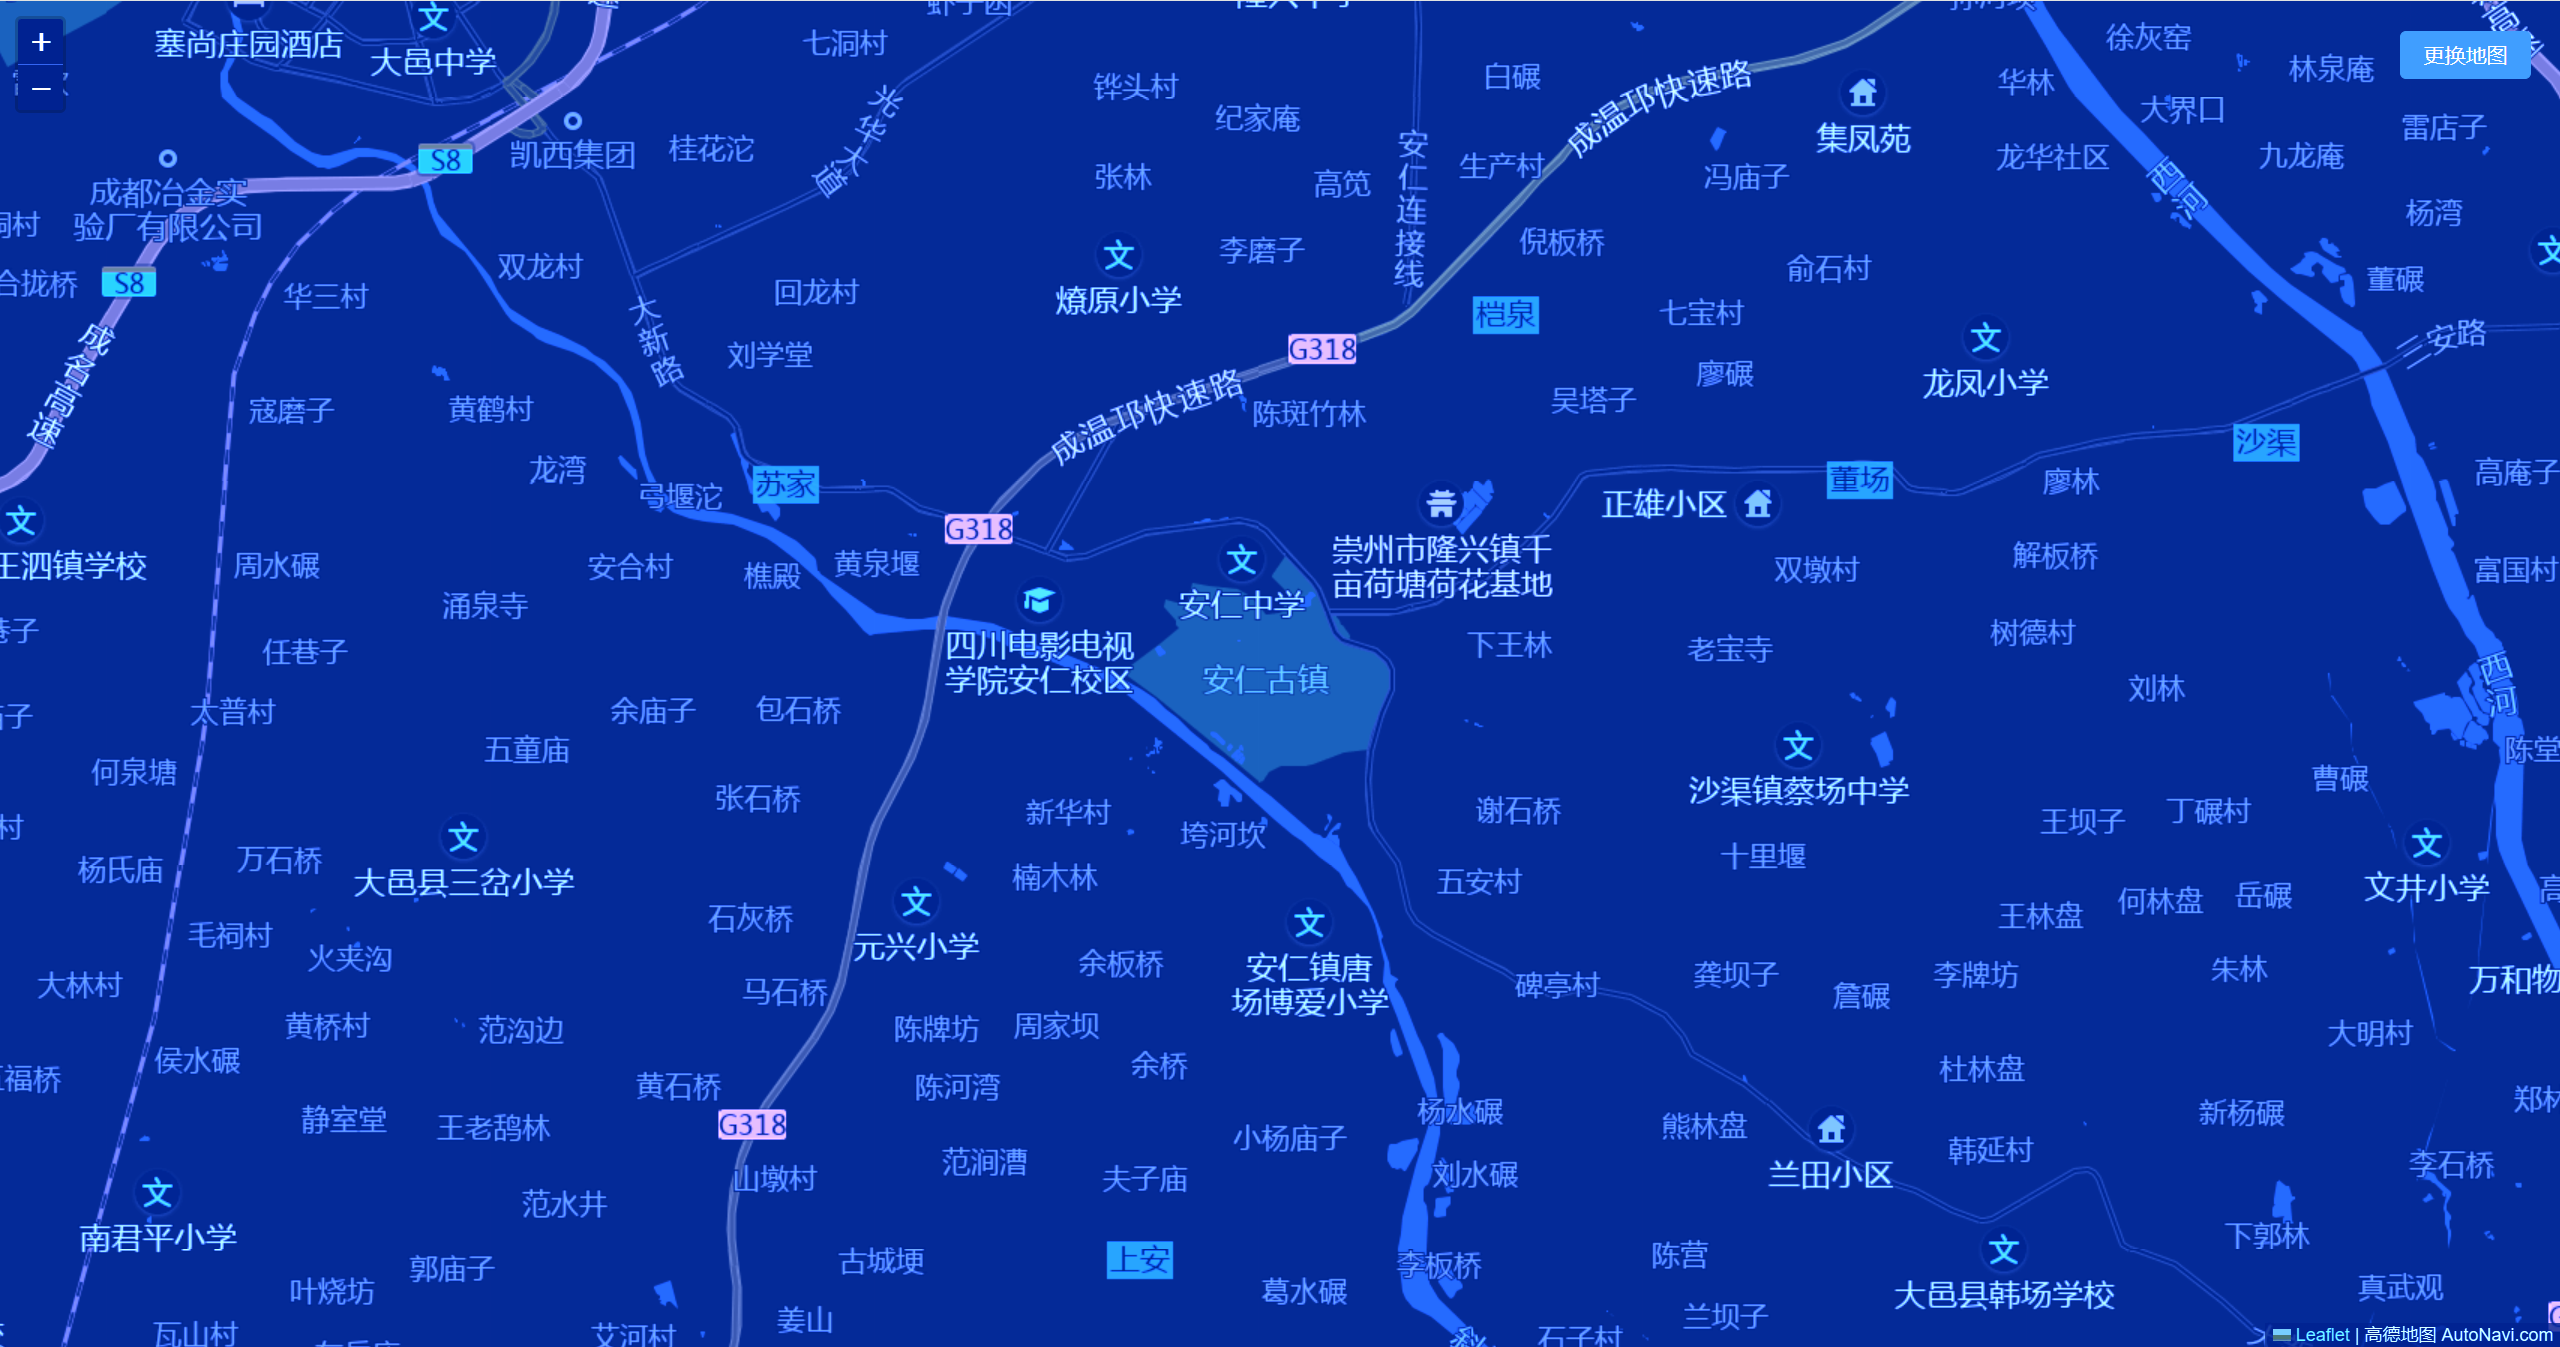 塞尚庄园酒店
大邑中学
七洞村
铧头村
纪家庵
白碾
成温邛快速路
集凤苑
徐灰窑
华林
大界口
林泉庵
更换地图
雷店子
+
−
S8
凯西集团
桂花沱
光华大道
张林
高笕
安仁连接线
生产村
冯庙子
龙华社区
西河
九龙庵
成都冶金实
验厂有限公司
洞村
杨湾
合拢桥
S8
双龙村
华三村
回龙村
燎原小学
李磨子
倪板桥
俞石村
董碾
桤泉
七宝村
大新路
刘学堂
G318
三安路
成名高速
寇磨子
黄鹤村
成温邛快速路
陈斑竹林
吴塔子
廖碾
龙凤小学
沙渠
龙湾
弓堰沱
苏家
正雄小区
董场
廖林
高庵子
G318
王泗镇学校
周水碾
安合村
樵殿
黄泉堰
安仁中学
崇州市隆兴镇千
亩荷塘荷花基地
双墩村
解板桥
富国村
涌泉寺
巷子
任巷子
四川电影电视
学院安仁校区
安仁古镇
下王林
老宝寺
树德村
西河
刘林
太普村
余庙子
包石桥
五童庙
何泉塘
陈堂
曹碾
张石桥
新华村
垮河坎
谢石桥
沙渠镇蔡场中学
王坝子
丁碾村
村
杨氏庙
万石桥
大邑县三岔小学
楠木林
五安村
十里堰
文井小学
石灰桥
元兴小学
王林盘
何林盘
岳碾
毛祠村
火夹沟
余板桥
安仁镇唐
场博爱小学
大林村
马石桥
碑亭村
龚坝子
詹碾
李牌坊
朱林
万和物
黄桥村
范沟边
陈牌坊
周家坝
大明村
侯水碾
福桥
黄石桥
陈河湾
余桥
杜林盘
郑林
静室堂
王老鸹林
G318
杨水碾
熊林盘
新杨碾
小杨庙子
兰田小区
韩延村
山墩村
范涧漕
夫子庙
刘水碾
李石桥
南君平小学
范水井
下郭林
郭庙子
古城埂
上安
李板桥
陈营
叶烧坊
葛水碾
大邑县韩场学校
真武观
瓦山村
艾河村
姜山
石子村
兰坝子
Leaflet | 高德地图 AutoNavi.com